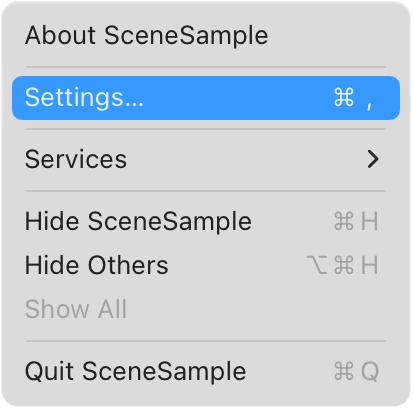 About SceneSample
Settings... ⌘ ,
Services
Hide SceneSample ⌘ H
Hide Others ⌥ ⌘ H
Show All
Quit SceneSample ⌘ Q